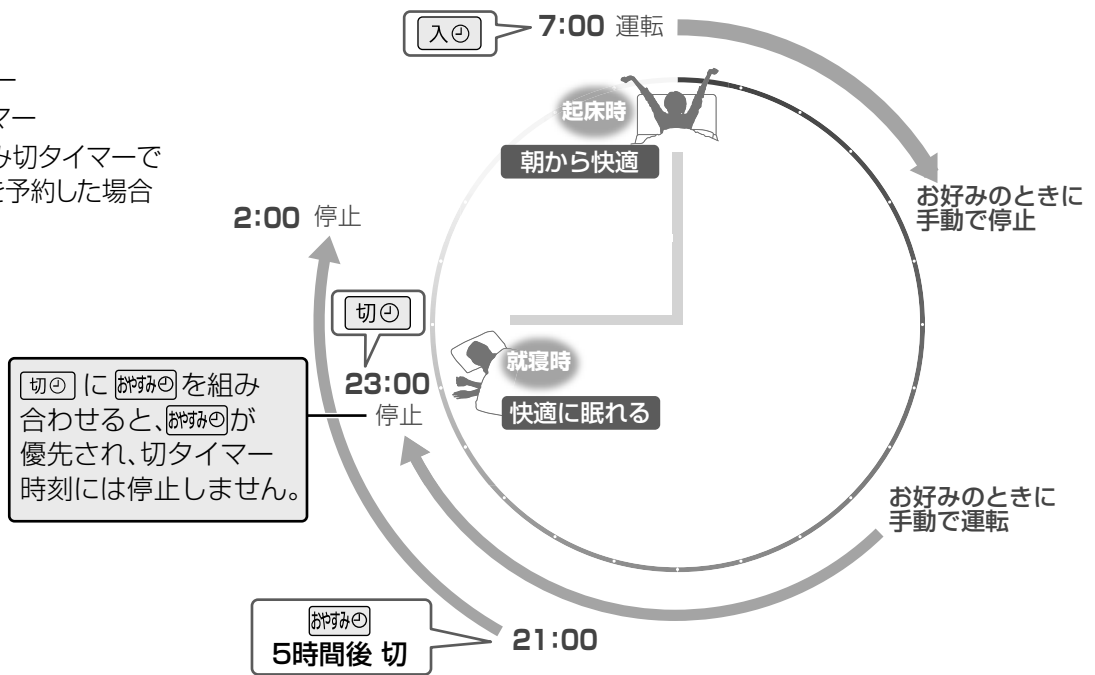 入
7:00 運転
ー
マー
み切タイマーで
を予約した場合
起床時
朝から快適
お好みのときに
手動で停止
2:00 停止
切
23:00
停止
就寝時
快適に眠れる
切 に おやすみ を組み
合わせると、おやすみ が
優先され、切タイマー
時刻には停止しません。
お好みのときに
手動で運転
おやすみ
5時間後 切
21:00